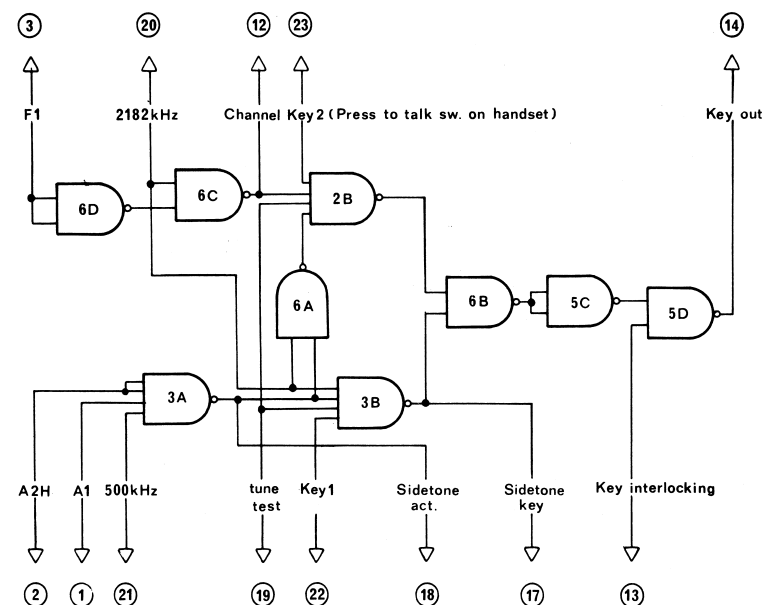 3 20 12 23 14
F1 2182kHz Channel Key2 (Press to talk sw. on handset) Key out
6D 6C 2B
6A 6B 5C 5D
3A 3B
A2H A1 500kHz tune Key1 Sidetone Sidetone Key interlocking
test act. key
2 1 21 19 22 18 17 13